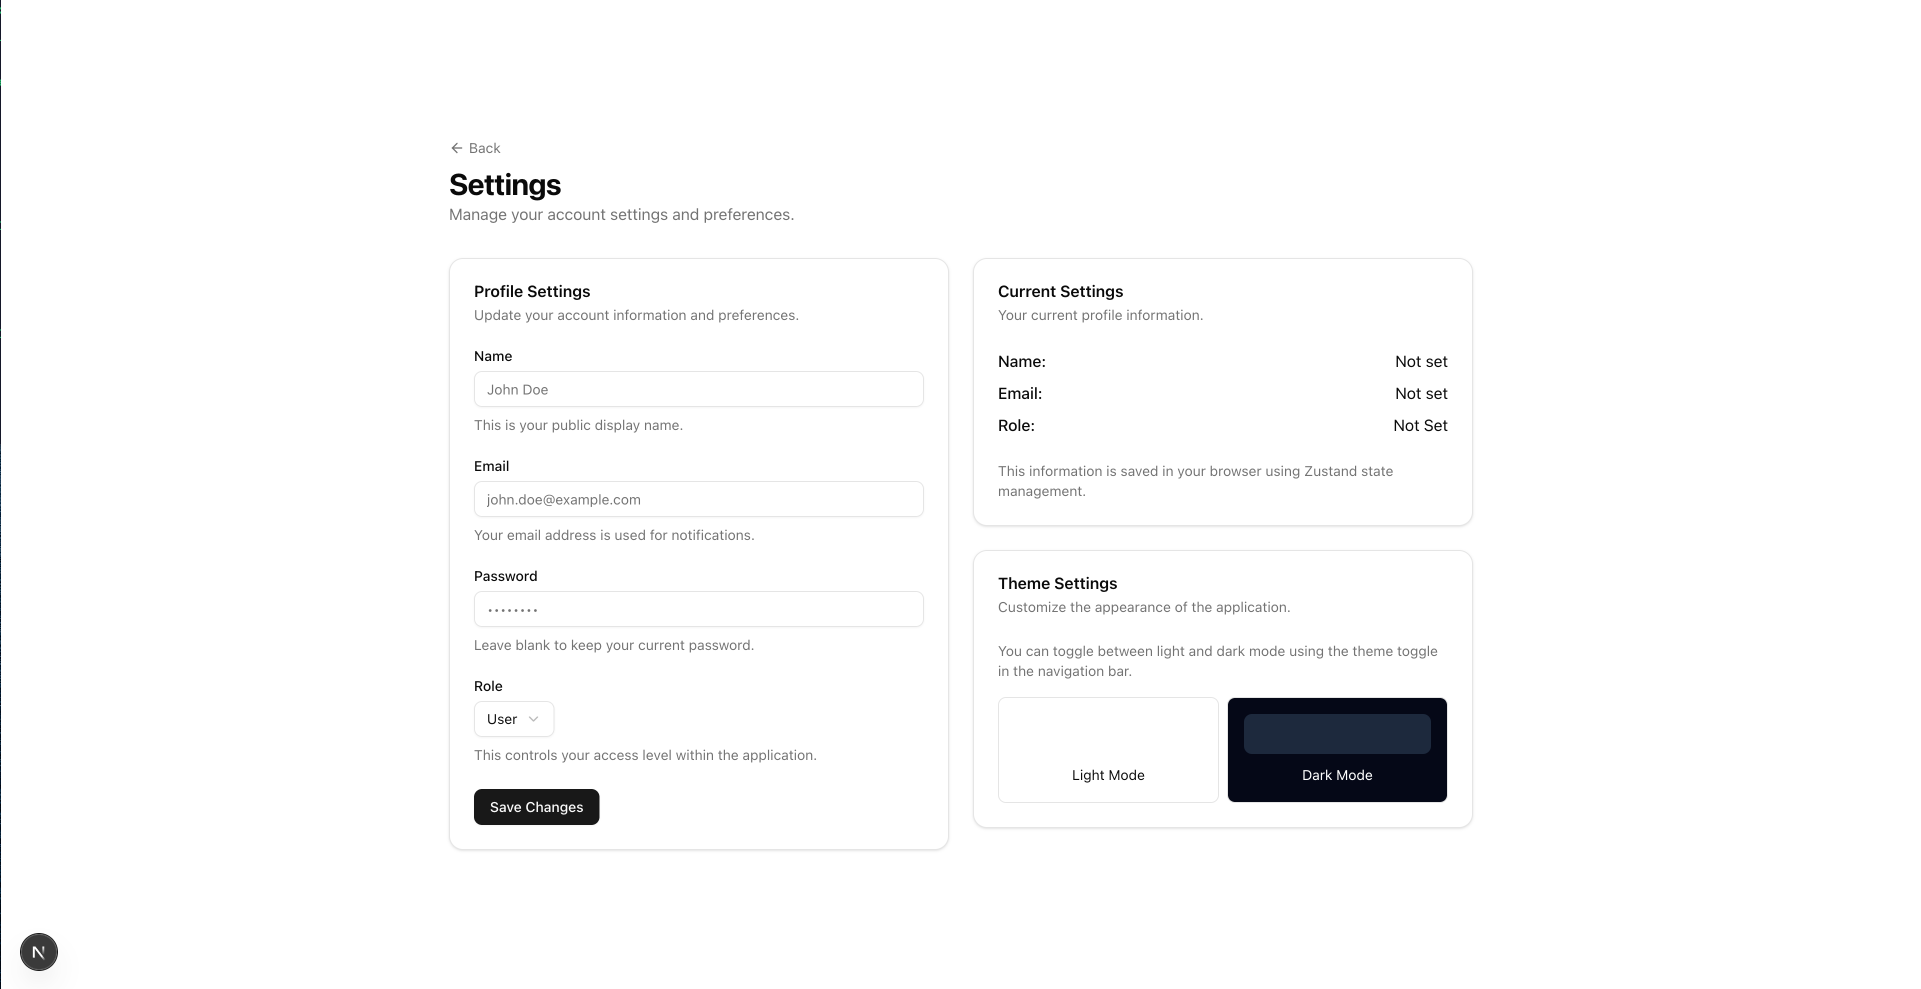 Back
Settings
Manage your account settings and preferences.
Profile Settings
Update your account information and preferences.
Name
John Doe
This is your public display name.
Email
john.doe@example.com
Your email address is used for notifications.
Password
••••••••
Leave blank to keep your current password.
Role
User
This controls your access level within the application.
Save Changes
Current Settings
Your current profile information.
Name: Not set
Email: Not set
Role: Not Set
This information is saved in your browser using Zustand state
management.
Theme Settings
Customize the appearance of the application.
You can toggle between light and dark mode using the theme toggle
in the navigation bar.
Light Mode
Dark Mode
N